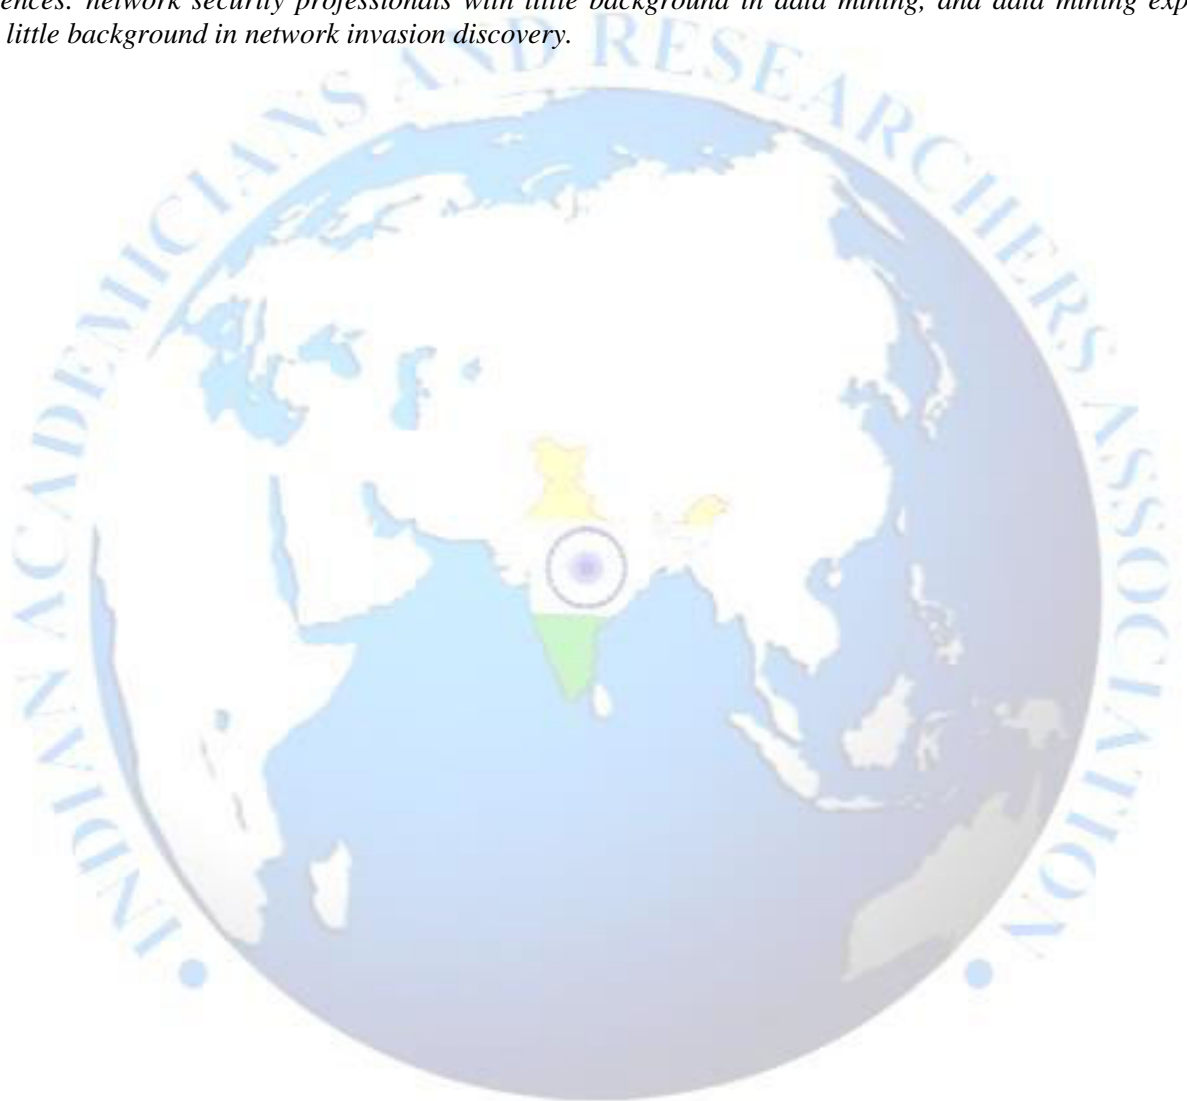 ences: network security professionals with little background in data mining, and data mining exp
little background in network invasion discovery.
• INDIAN ACADEMICIANS AND RESEARCHERS ASSOCIATION •